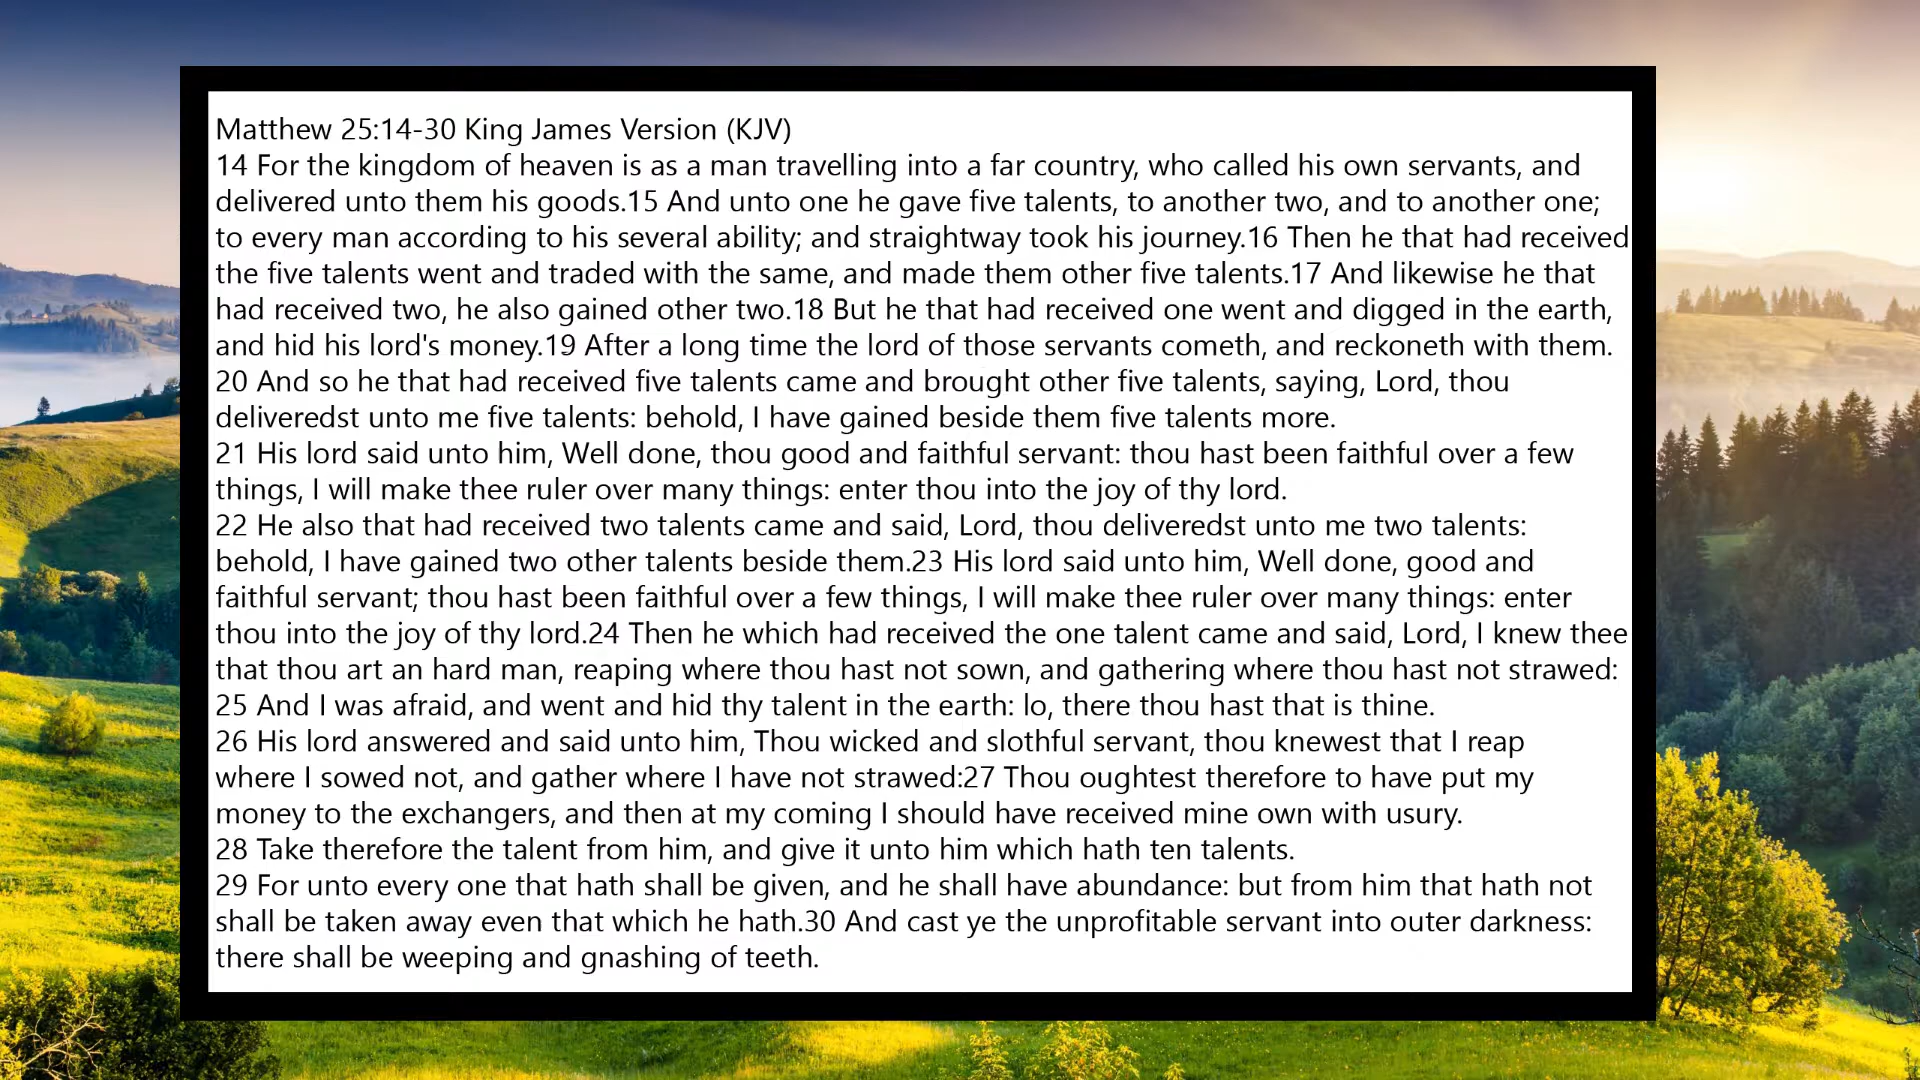 Matthew 25:14-30 King James Version (KJV)
14 For the kingdom of heaven is as a man travelling into a far country, who called his own servants, and
delivered unto them his goods.15 And unto one he gave five talents, to another two, and to another one;
to every man according to his several ability; and straightway took his journey.16 Then he that had received
the five talents went and traded with the same, and made them other five talents.17 And likewise he that
had received two, he also gained other two.18 But he that had received one went and digged in the earth,
and hid his lord's money.19 After a long time the lord of those servants cometh, and reckoneth with them.
20 And so he that had received five talents came and brought other five talents, saying, Lord, thou
deliveredst unto me five talents: behold, I have gained beside them five talents more.
21 His lord said unto him, Well done, thou good and faithful servant: thou hast been faithful over a few
things, I will make thee ruler over many things: enter thou into the joy of thy lord.
22 He also that had received two talents came and said, Lord, thou deliveredst unto me two talents:
behold, I have gained two other talents beside them.23 His lord said unto him, Well done, good and
faithful servant; thou hast been faithful over a few things, I will make thee ruler over many things: enter
thou into the joy of thy lord.24 Then he which had received the one talent came and said, Lord, I knew thee
that thou art an hard man, reaping where thou hast not sown, and gathering where thou hast not strawed:
25 And I was afraid, and went and hid thy talent in the earth: lo, there thou hast that is thine.
26 His lord answered and said unto him, Thou wicked and slothful servant, thou knewest that I reap
where I sowed not, and gather where I have not strawed:27 Thou oughtest therefore to have put my
money to the exchangers, and then at my coming I should have received mine own with usury.
28 Take therefore the talent from him, and give it unto him which hath ten talents.
29 For unto every one that hath shall be given, and he shall have abundance: but from him that hath not
shall be taken away even that which he hath.30 And cast ye the unprofitable servant into outer darkness:
there shall be weeping and gnashing of teeth.